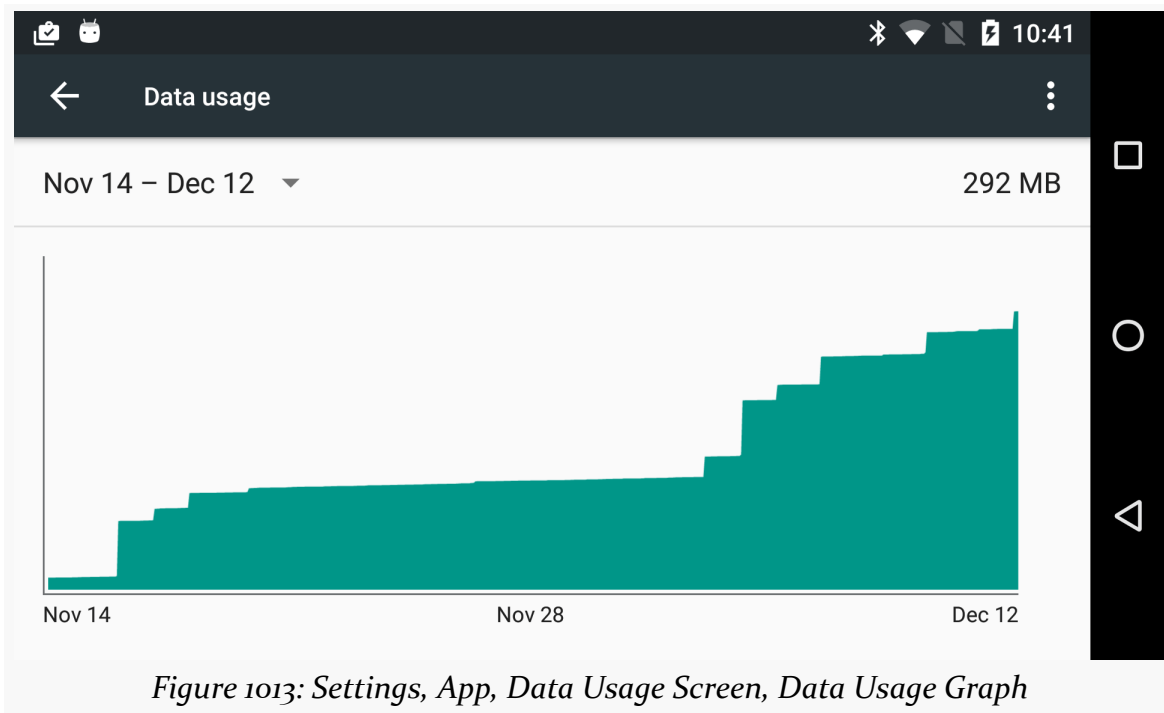 10:41
Data usage
Nov 14 – Dec 12 292 MB
Nov 14 Nov 28 Dec 12
Figure 1013: Settings, App, Data Usage Screen, Data Usage Graph